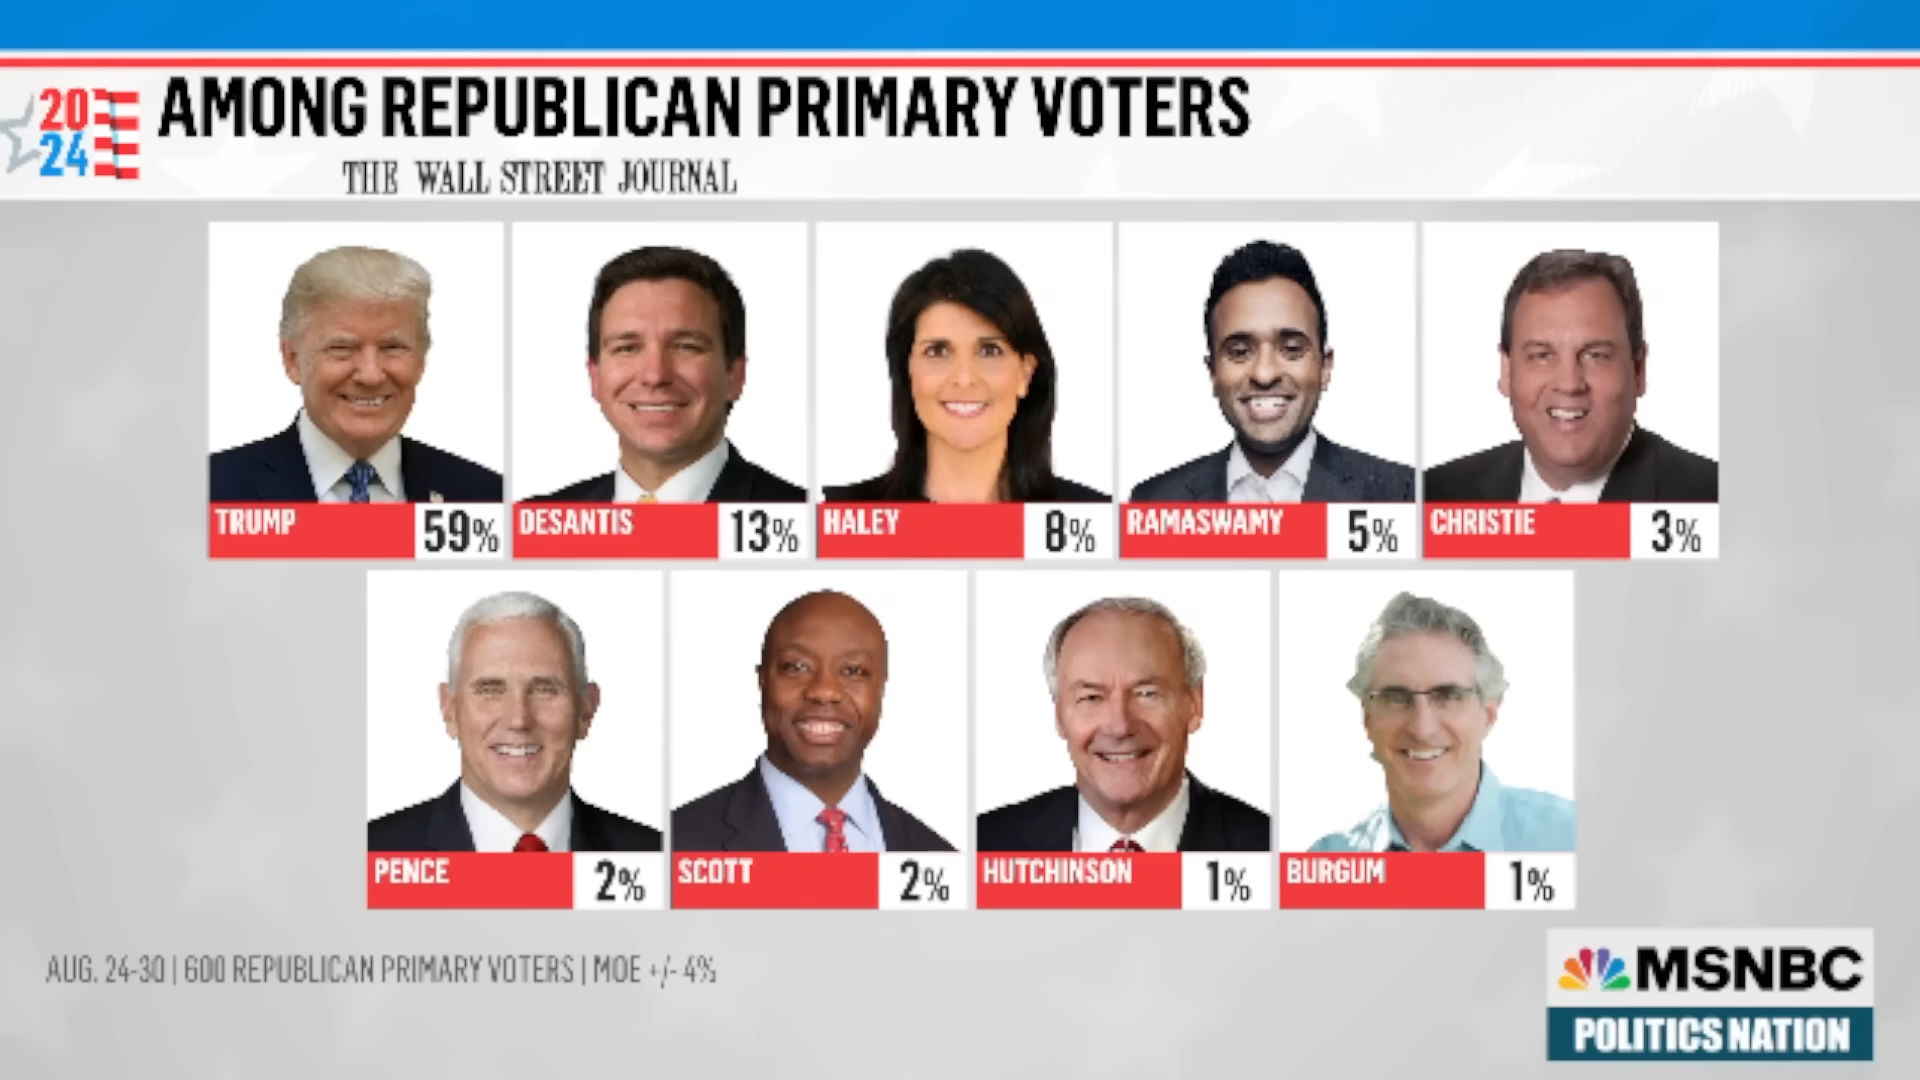 2024
AMONG REPUBLICAN PRIMARY VOTERS
THE WALL STREET JOURNAL
TRUMP 59% DESANTIS 13% HALEY 8% RAMASWAMY 5% CHRISTIE 3%
PENCE 2% SCOTT 2% HUTCHINSON 1% BURGUM 1%
AUG. 24-30 | 600 REPUBLICAN PRIMARY VOTERS | MOE +/- 4%
MSNBC
POLITICS NATION